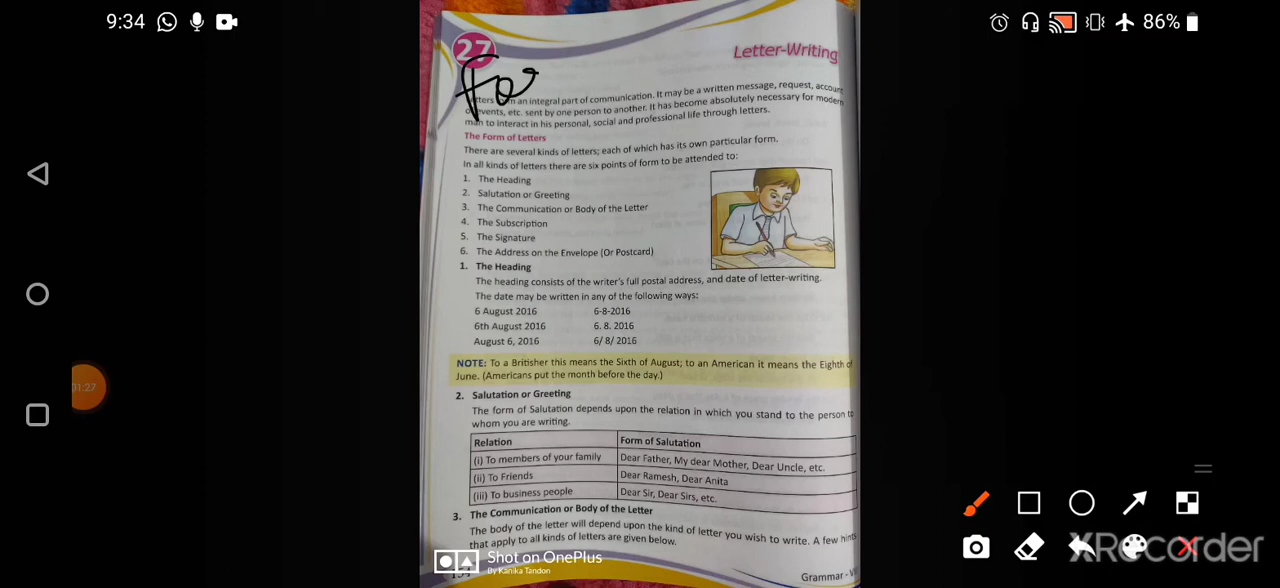 9:34
86%
27
Letter-Writing
fo
an integral part of communication. It may be a written message, request, account
events, etc. sent by one person to another. It has become absolutely necessary for modern
man to interact in his personal, social and professional life through letters.
The Form of Letters
There are several kinds of letters; each of which has its own particular form.
In all kinds of letters there are six points of form to be attended to:
1. The Heading
2. Salutation or Greeting
3. The Communication or Body of the Letter
4. The Subscription
5. The Signature
6. The Address on the Envelope (Or Postcard)
1. The Heading
The heading consists of the writer's full postal address, and date of letter-writing.
The date may be written in any of the following ways:
6 August 2016 6-8-2016
6th August 2016 6. 8. 2016
August 6, 2016 6/ 8/ 2016
NOTE: To a Britisher this means the Sixth of August; to an American it means the Eighth of
June. (Americans put the month before the day.)
01:27
2. Salutation or Greeting
The form of Salutation depends upon the relation in which you stand to the person to
whom you are writing.
Relation Form of Salutation
(i) To members of your family Dear Father, My dear Mother, Dear Uncle, etc.
(ii) To Friends Dear Ramesh, Dear Anita
(iii) To business people Dear Sir, Dear Sirs, etc.
3. The Communication or Body of the Letter
The body of the letter will depend upon the kind of letter you wish to write. A few hints
that apply to all kinds of letters are given below.
Shot on OnePlus
By Kanika Tandon
Grammar -
XRecorder